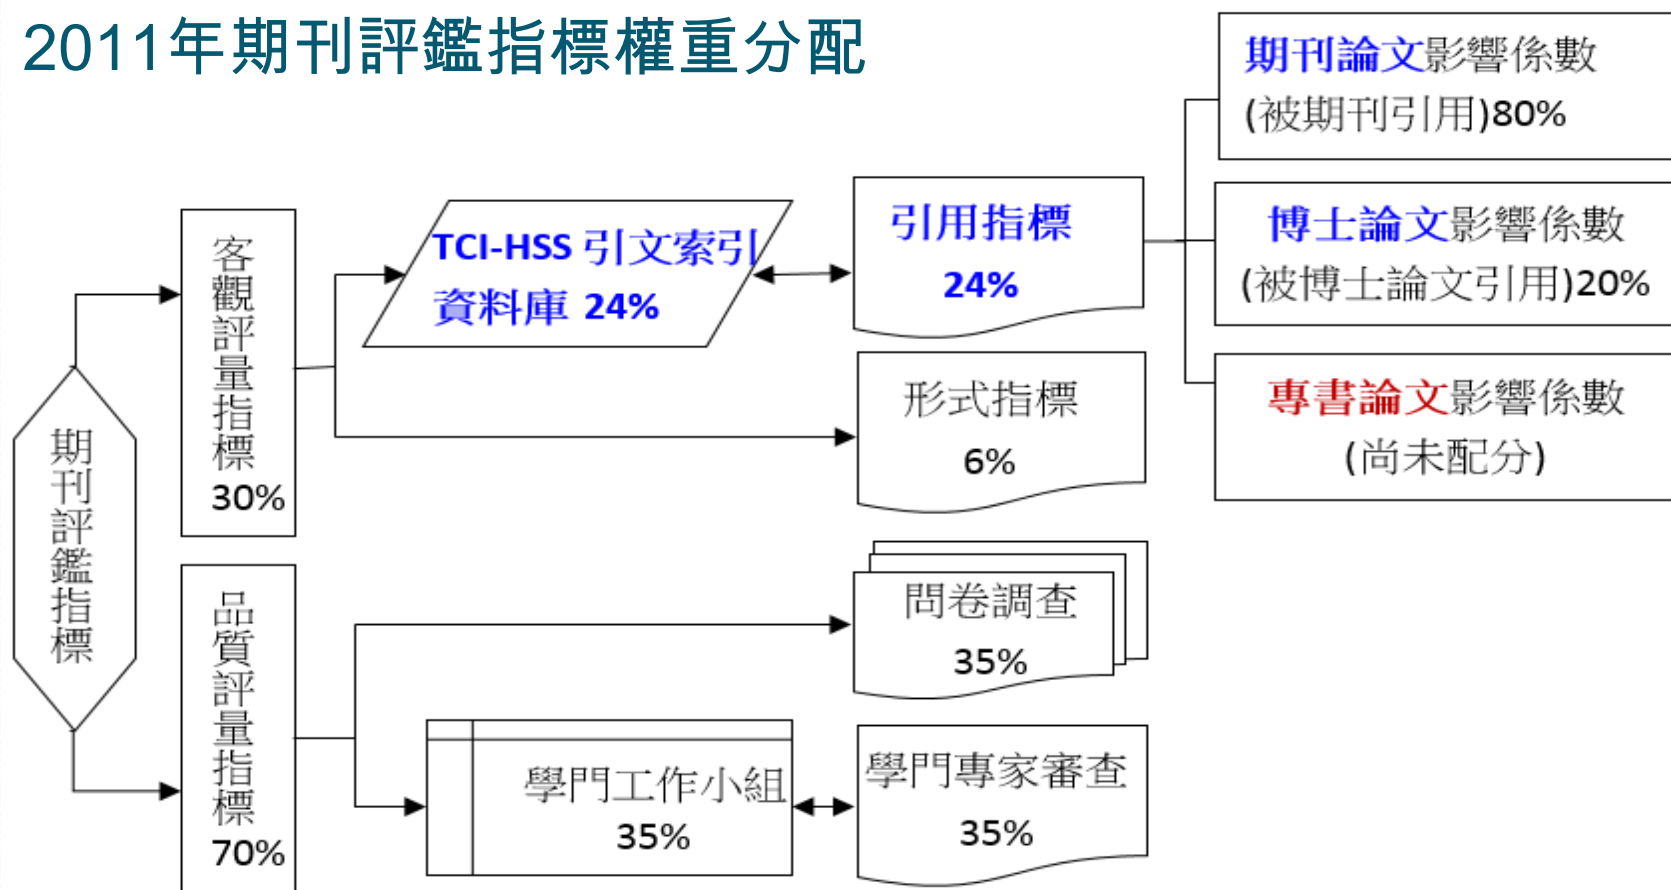 2011年期刊評鑑指標權重分配
期刊評鑑指標
客觀評量指標
30%
TCI-HSS 引文索引
資料庫 24%
引用指標
24%
期刊論文影響係數
(被期刊引用)80%
博士論文影響係數
(被博士論文引用)20%
專書論文影響係數
(尚未配分)
形式指標
6%
品質評量指標
70%
問卷調查
35%
學門工作小組
35%
學門專家審查
35%